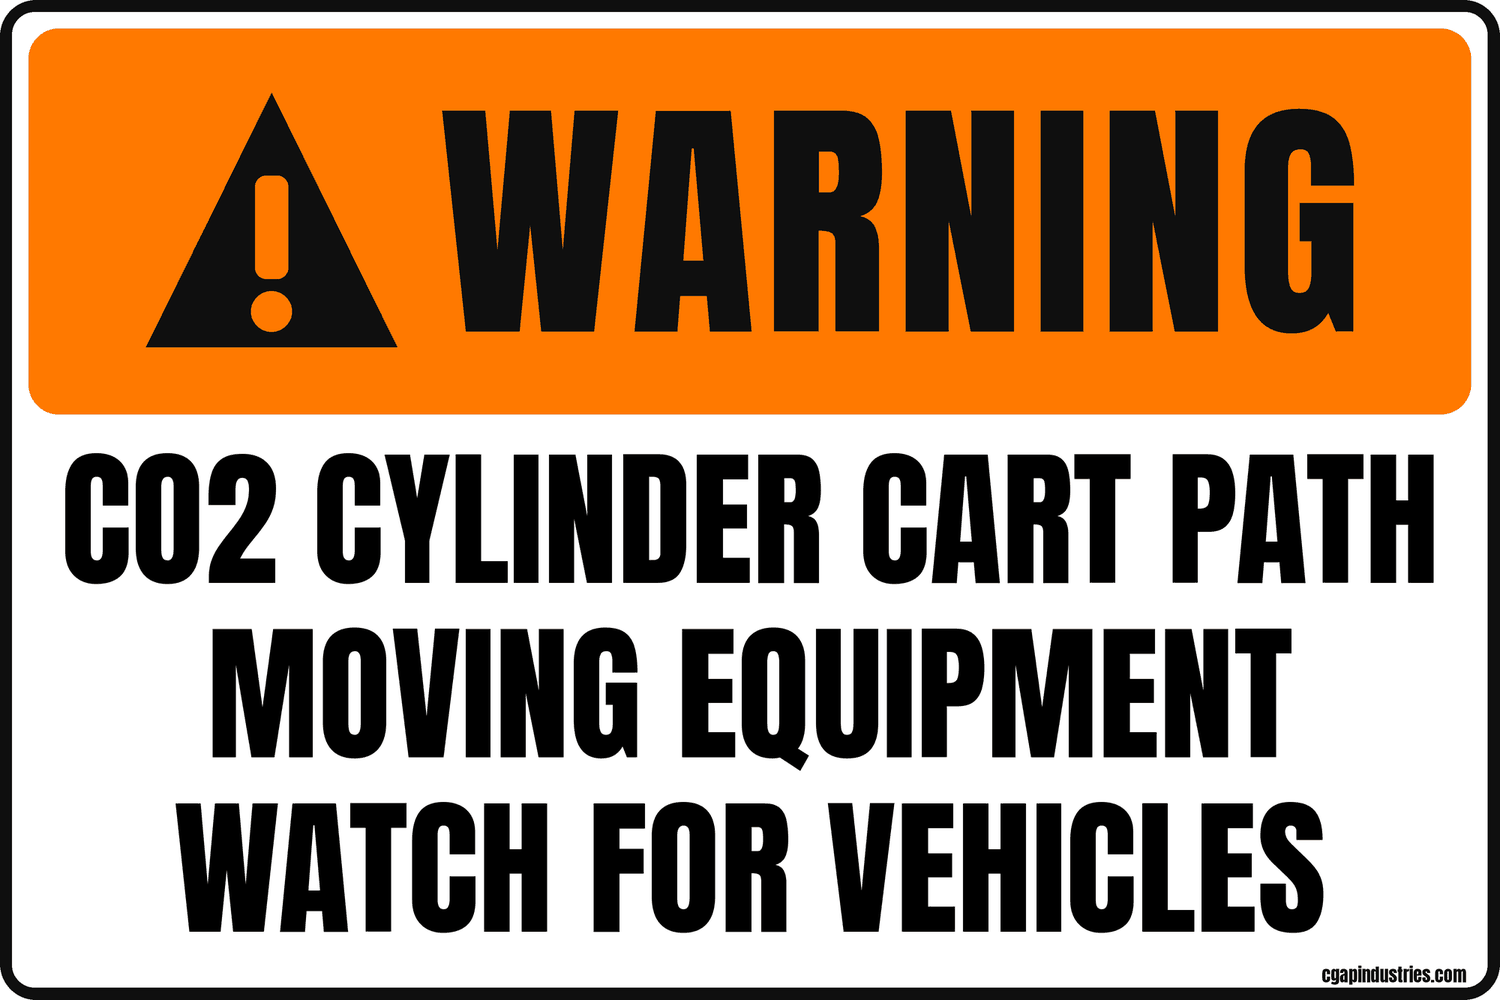 WARNING
CO2 CYLINDER CART PATH
MOVING EQUIPMENT
WATCH FOR VEHICLES
cgapindustries.com